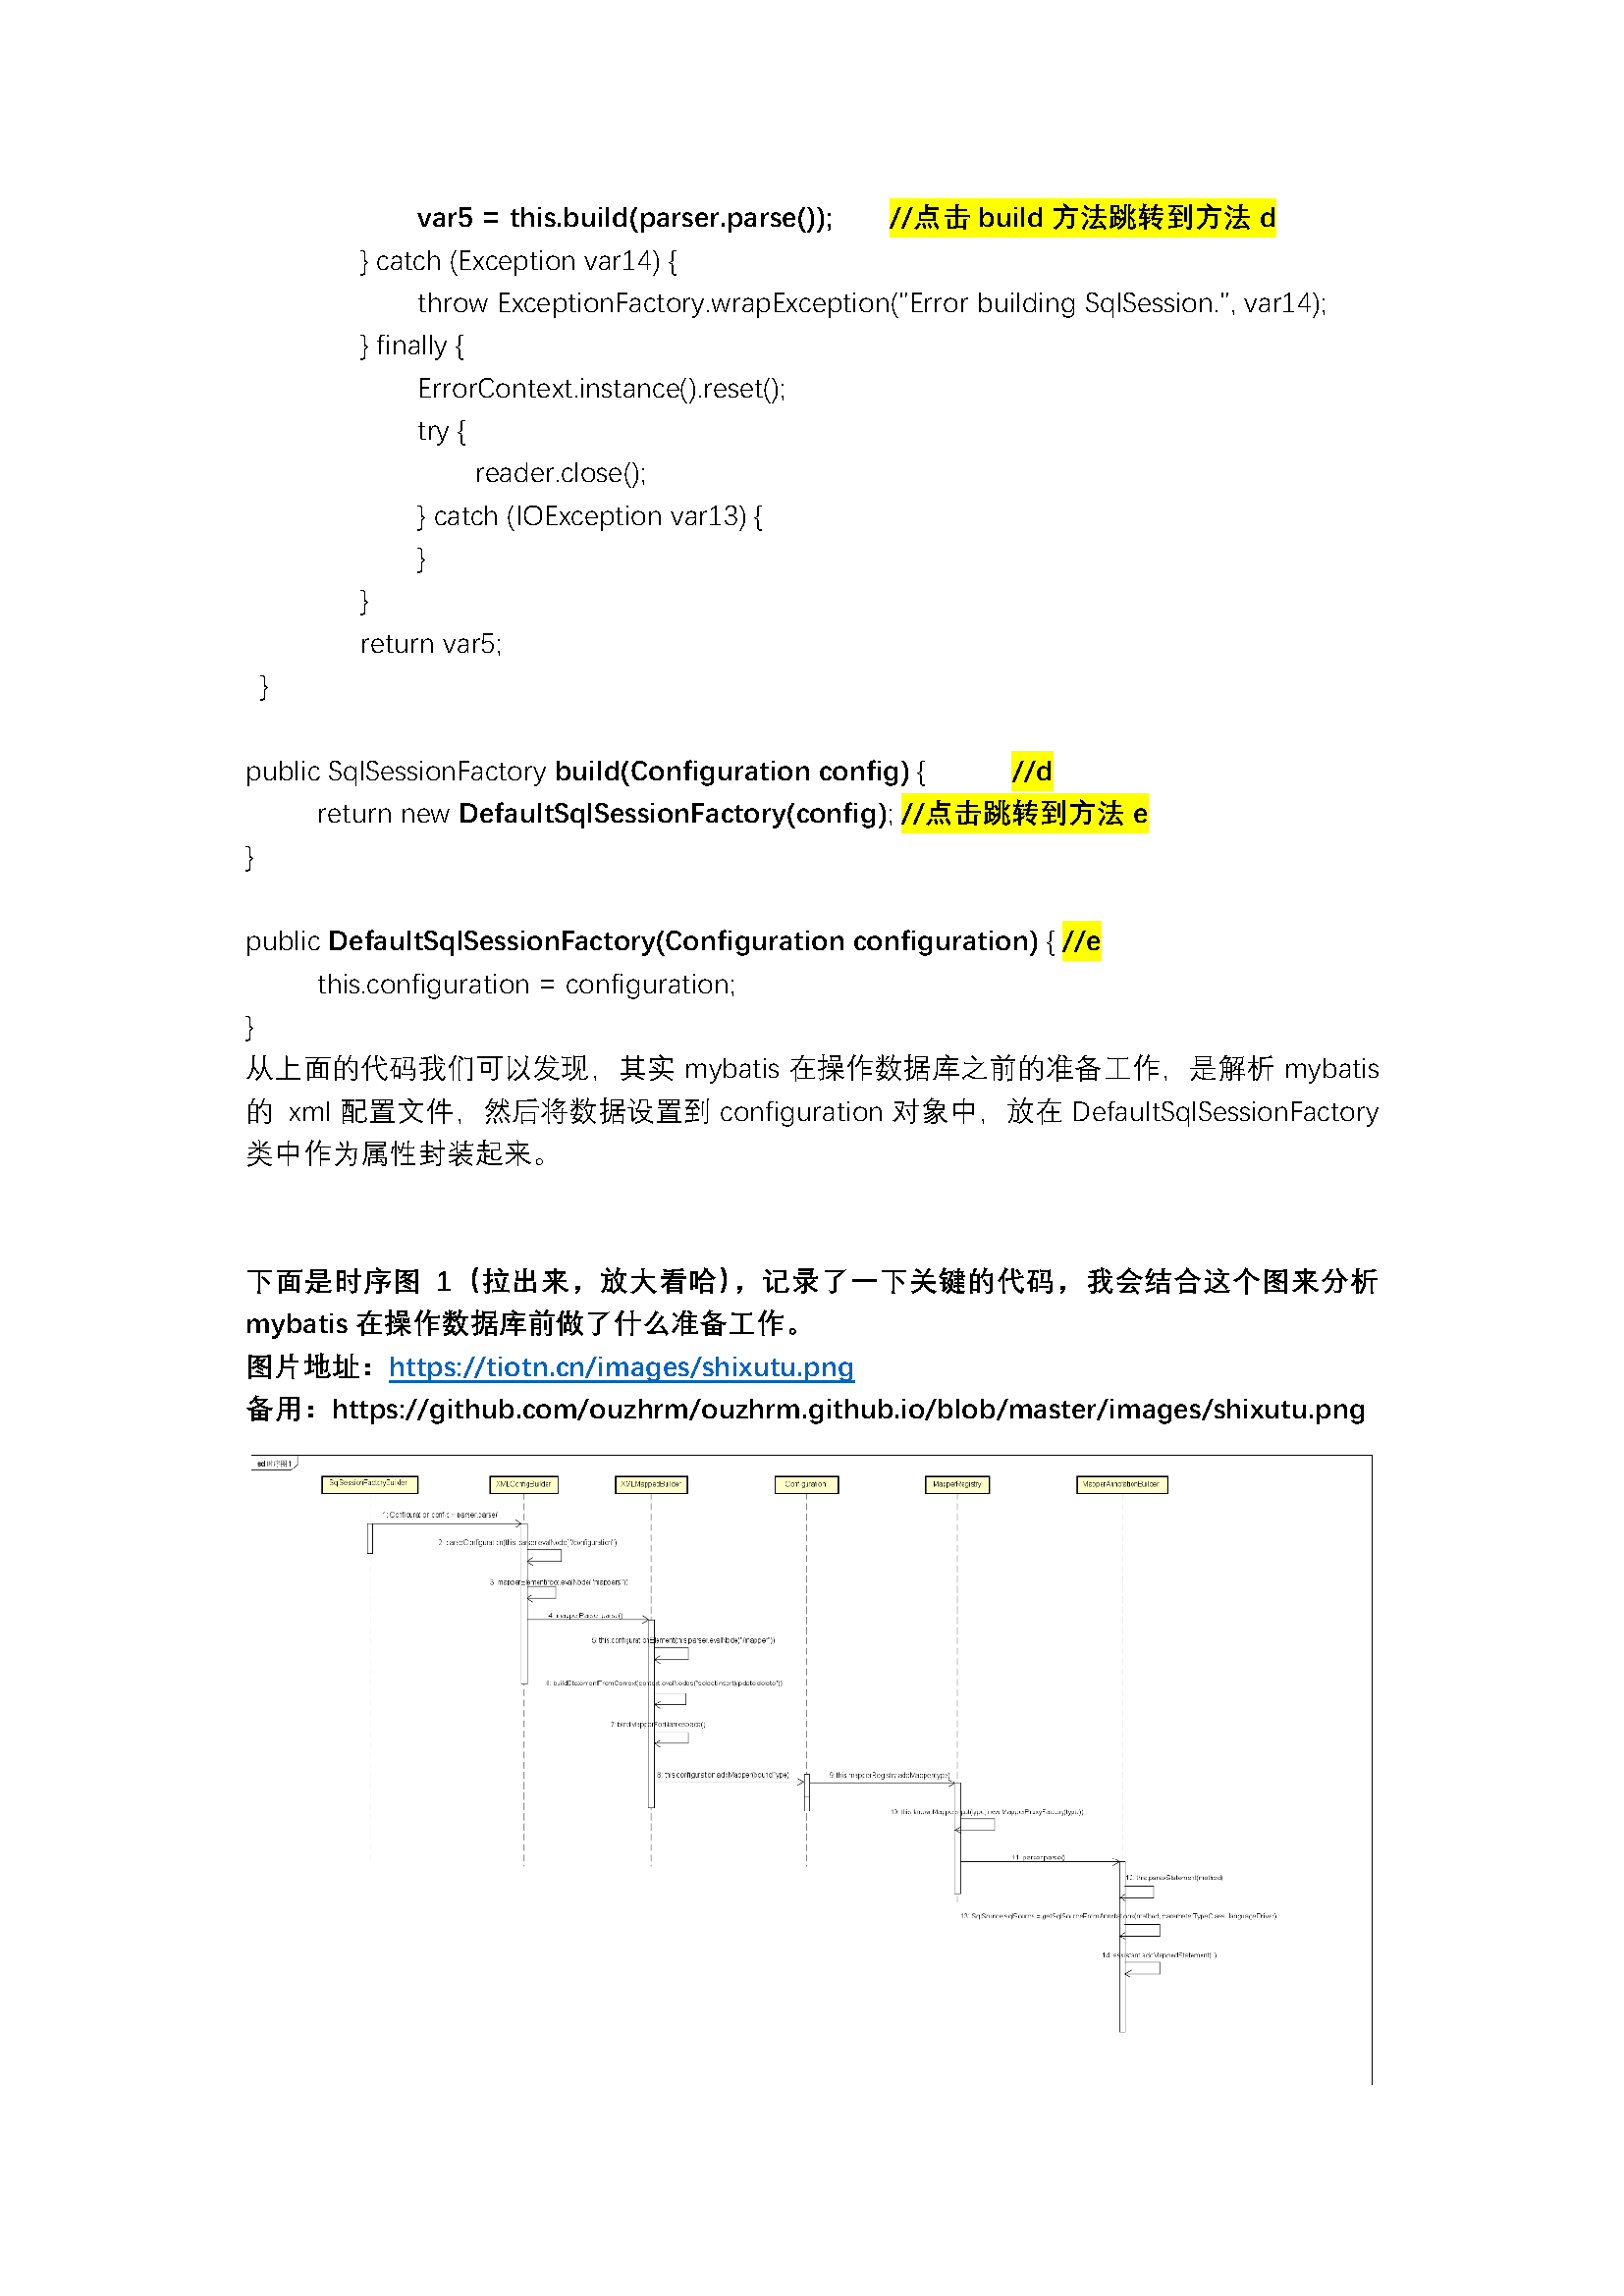 var5 = this.build(parser.parse()); //点击 build 方法跳转到方法 d
} catch (Exception var14) {
throw ExceptionFactory.wrapException("Error building SqlSession.", var14);
} finally {
ErrorContext.instance().reset();
try {
reader.close();
} catch (IOException var13) {
}
}
return var5;
}
public SqlSessionFactory build(Configuration config) { //d
return new DefaultSqlSessionFactory(config); //点击跳转到方法 e
}
public DefaultSqlSessionFactory(Configuration configuration) { //e
this.configuration = configuration;
}
从上面的代码我们可以发现，其实 mybatis 在操作数据库之前的准备工作，是解析 mybatis
的 xml 配置文件，然后将数据设置到 configuration 对象中，放在 DefaultSqlSessionFactory
类中作为属性封装起来。
下面是时序图 1（拉出来，放大看哈），记录了一下关键的代码，我会结合这个图来分析
mybatis 在操作数据库前做了什么准备工作。
图片地址：https://tiotn.cn/images/shixutu.png
备用：https://github.com/ouzhrm/ouzhrm.github.io/blob/master/images/shixutu.png
sd 时序图1
SqlSessionFactoryBuilder XMLConfigBuilder XMLMappedBuilder Configuration MapperRegistry MapperAnnotationBuilder
1: Configuration config = parser.parse()
2: parseConfiguration(this.parser.evalNode("/configuration")
3: mapperElement(root.evalNode("mappers"))
4: mapperParser.parse()
5: this.configurationElement(this.parser.evalNode("/mapper"))
6: buildStatementFromContext(context.evalNodes("select|insert|update|delete"))
7: bindMapperForNamespace()
8: this.configuration.addMapper(boundType)
9: this.mapperRegistry.addMapper(type)
10: this.knownMappers.put(type, new MapperProxyFactory(type))
11: parser.parse()
12: this.parseStatement(method)
13: SqlSource sqlSource = getSqlSourceFromAnnotations(method, parameterTypeClass, languageDriver)
14: assistant.addMappedStatement( )